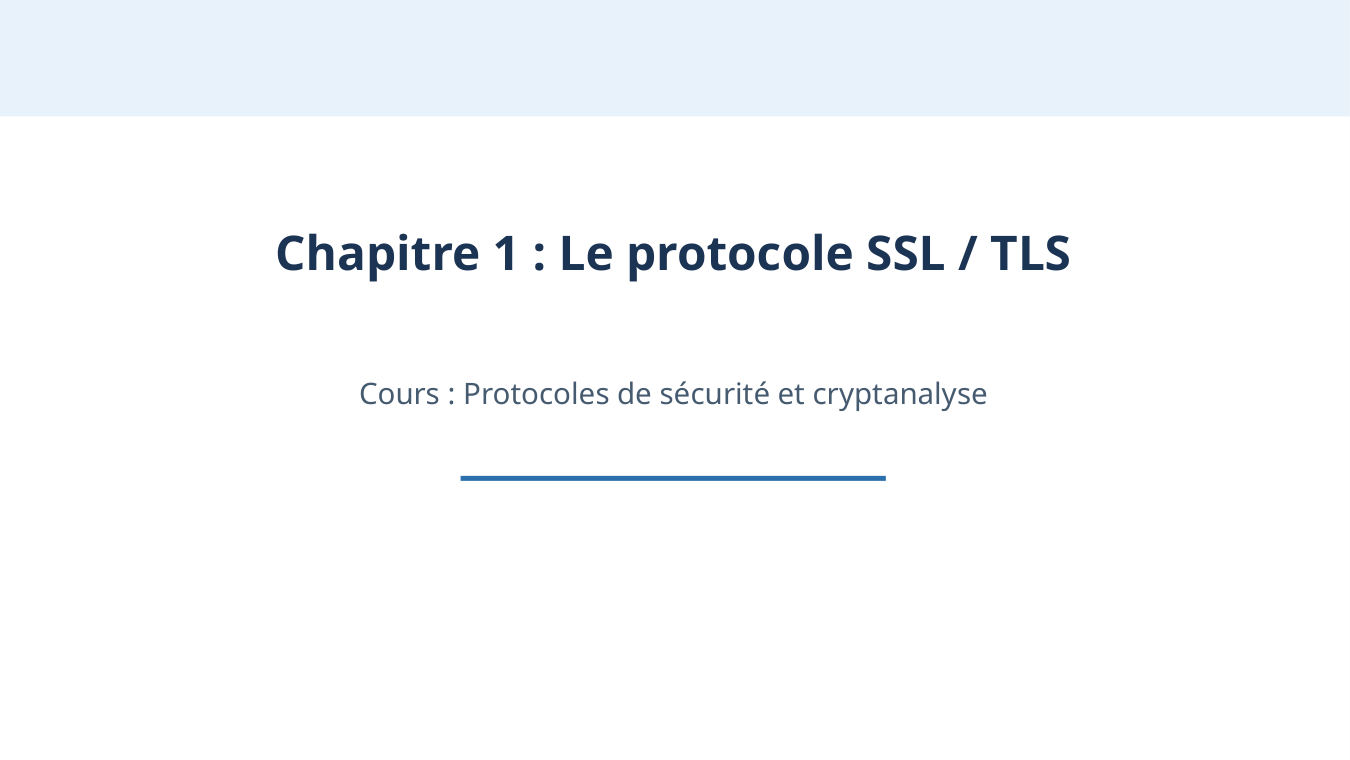 Chapitre 1 : Le protocole SSL / TLS
Cours : Protocoles de sécurité et cryptanalyse